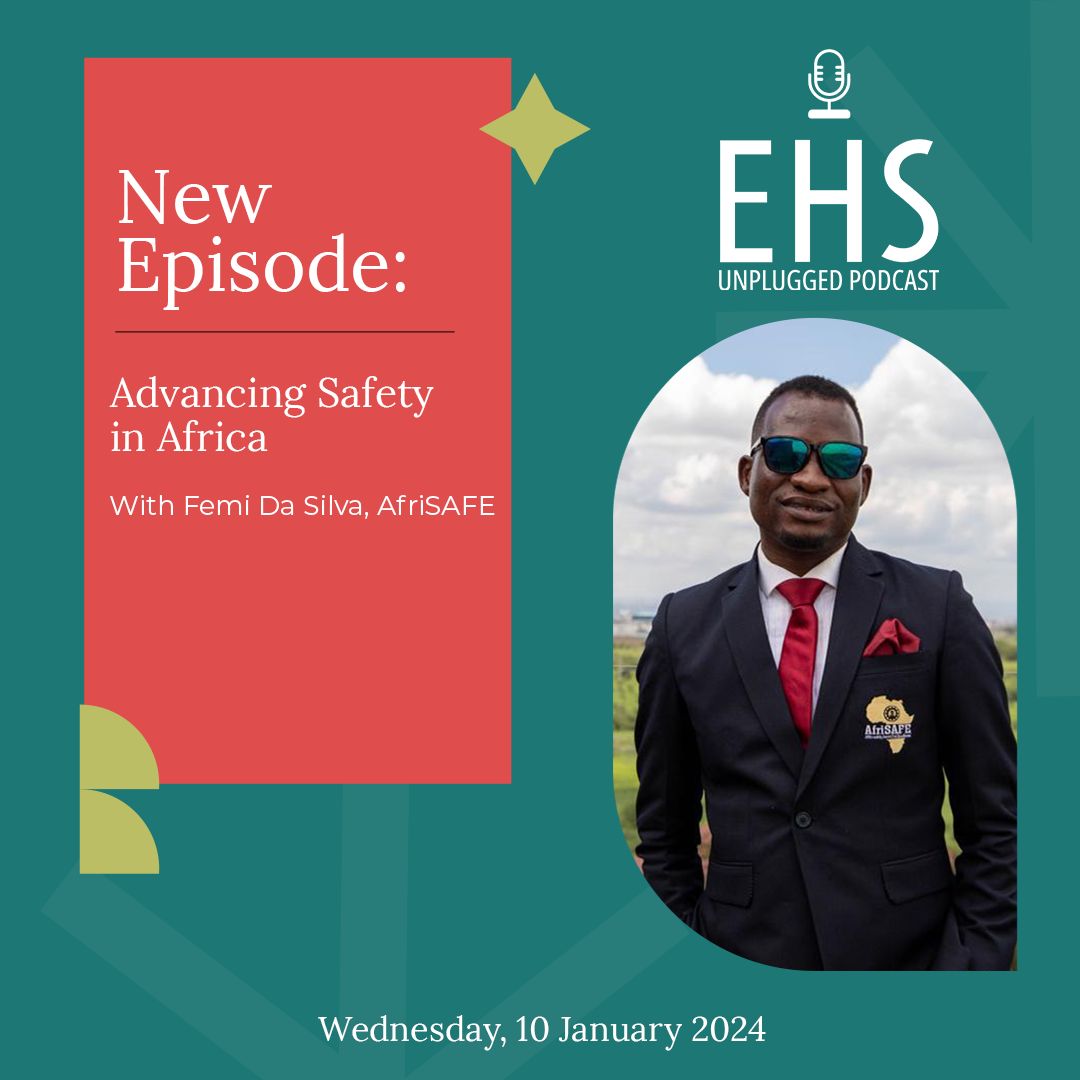 New
Episode:
Advancing Safety
in Africa
With Femi Da Silva, AfriSAFE
EHS
UNPLUGGED PODCAST
AfriSAFE
Wednesday, 10 January 2024